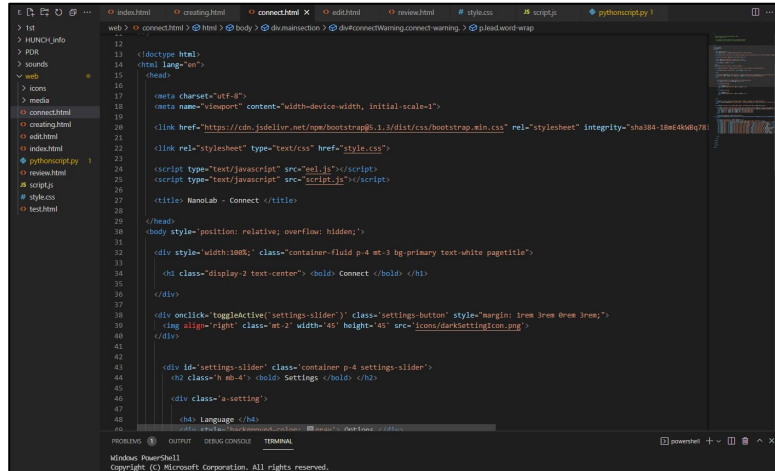 index.html creating.html connect.html edit.html review.html # style.css JS script.js pythonscript.py 1
web > connect.html > html > body > div.mainsection > div#connectWarning.connect-warning. > p.lead.word-wrap
> 1st
> HUNCH_info
> PDR
> sounds
web
> icons
> media
connect.html
creating.html
edit.html
index.html
pythonscript.py 1
review.html
JS script.js
# style.css
test.html
12
13 <!doctype html>
14 <html lang="en">
15 <head>
16
17 <meta charset="utf-8">
18 <meta name="viewport" content="width=device-width, initial-scale=1">
19
20 <link href="https://cdn.jsdelivr.net/npm/bootstrap@5.1.3/dist/css/bootstrap.min.css" rel="stylesheet" integrity="sha384-1BmE4kWBq78i
21
22 <link rel="stylesheet" type="text/css" href="style.css">
23
24 <script type="text/javascript" src="eel.js"></script>
25 <script type="text/javascript" src="script.js"></script>
26
27 <title> NanoLab - Connect </title>
28
29 </head>
30 <body style='position: relative; overflow: hidden;'>
31
32 <div style='width:100%;' class="container-fluid p-4 mt-3 bg-primary text-white pagetitle">
33
34 <h1 class="display-2 text-center"> <bold> Connect </bold> </h1>
35
36 </div>
37
38 <div onclick='toggleActive(`settings-slider`)' class='settings-button' style="margin: 1rem 3rem 0rem 3rem;">
39 <img align='right' class='mt-2' width='45' height='45' src='icons/darkSettingIcon.png'>
40 </div>
41
42
43 <div id='settings-slider' class='container p-4 settings-slider'>
44 <h2 class='h mb-4'> <bold> Settings </bold> </h2>
45
46 <div class='a-setting'>
47
48 <h4> Language </h4>
49 <div style='background-color: gray'> Options </div>
PROBLEMS 1 OUTPUT DEBUG CONSOLE TERMINAL powershell
Windows PowerShell
Copyright (C) Microsoft Corporation. All rights reserved.